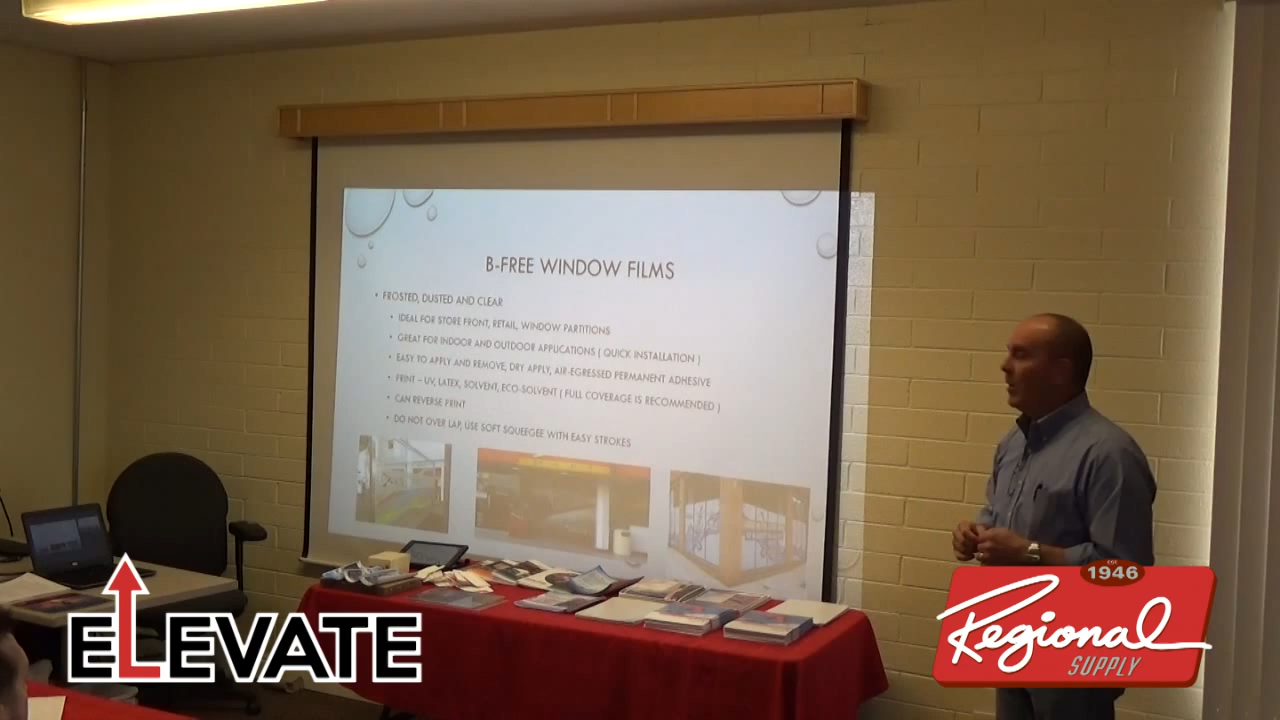 B-FREE WINDOW FILMS
• FROSTED, DUSTED AND CLEAR
• IDEAL FOR STORE FRONT, RETAIL, WINDOW PARTITIONS
• GREAT FOR INDOOR AND OUTDOOR APPLICATIONS ( QUICK INSTALLATION )
• EASY TO APPLY AND REMOVE, DRY APPLY, AIR-EGRESSED PERMANENT ADHESIVE
• PRINT – UV, LATEX, SOLVENT, ECO-SOLVENT ( FULL COVERAGE IS RECOMMENDED )
• CAN REVERSE PRINT
• DO NOT OVER LAP, USE SOFT SQUEEGEE WITH EASY STROKES
ELEVATE
EST
1946
Regional
SUPPLY